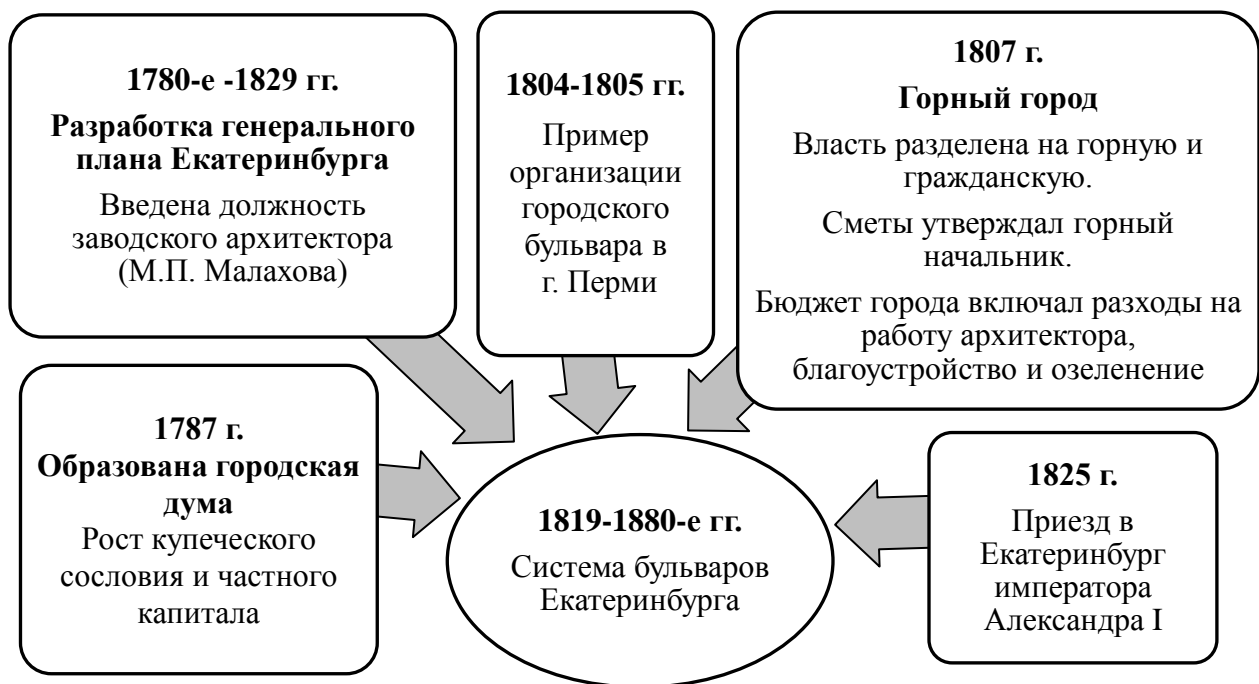 1780-е -1829 гг.
Разработка генерального
плана Екатеринбурга
Введена должность
заводского архитектора
(М.П. Малахова)
1804-1805 гг.
Пример
организации
городского
бульвара в
г. Перми
1807 г.
Горный город
Власть разделена на горную и
гражданскую.
Сметы утверждал горный
начальник.
Бюджет города включал разходы на
работу архитектора,
благоустройство и озеленение
1787 г.
Образована городская
дума
Рост купеческого
сословия и частного
капитала
1819-1880-е гг.
Система бульваров
Екатеринбурга
1825 г.
Приезд в
Екатеринбург
императора
Александра I